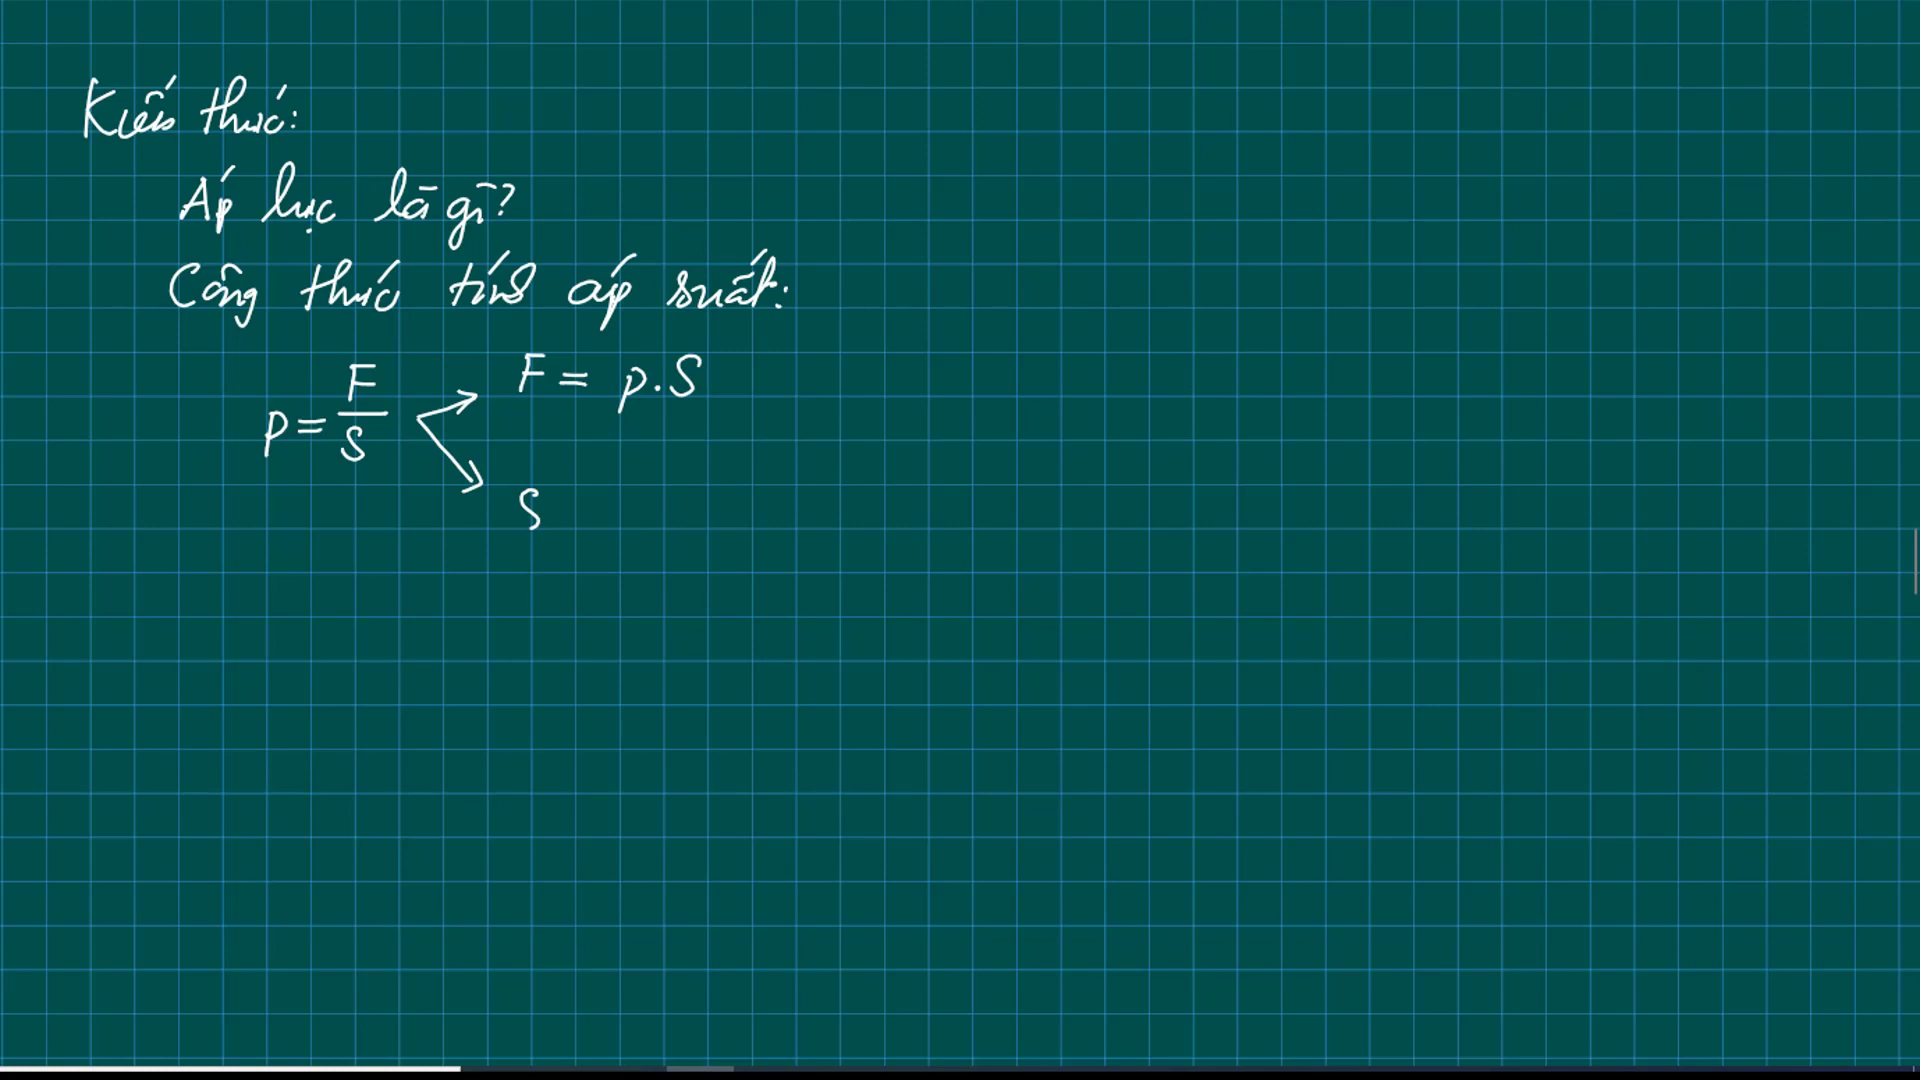 Kiến thức:
Áp lực là gì?
Công thức tính áp suất:
p = F/S
F = p.S
S